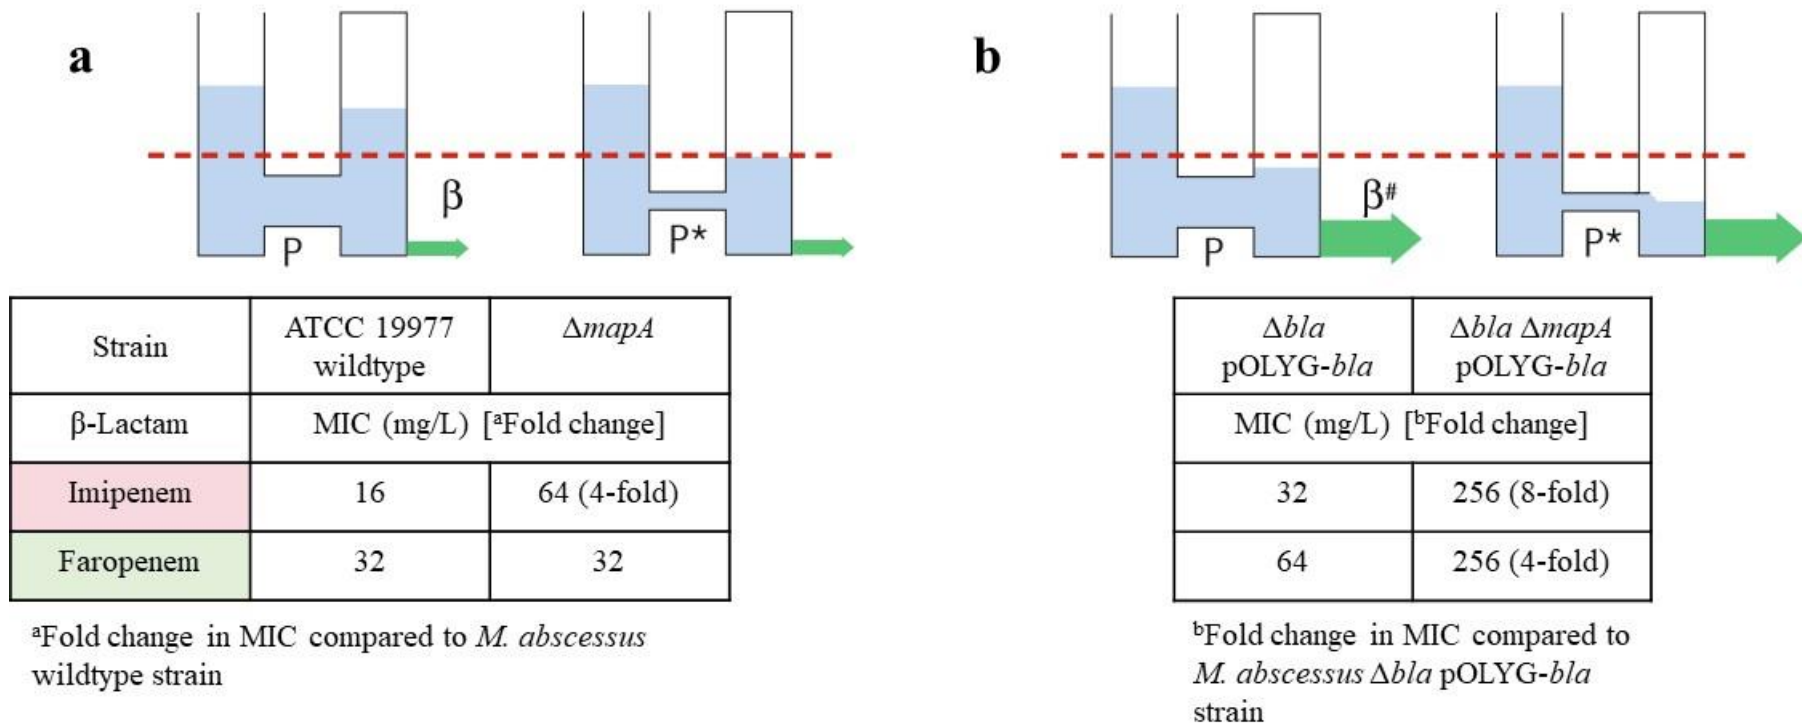 a
β
P
P*
Strain
ATCC 19977
wildtype
ΔmapA
β-Lactam
MIC (mg/L) [ᵃFold change]
Imipenem
16
64 (4-fold)
Faropenem
32
32
ᵃFold change in MIC compared to M. abscessus
wildtype strain
b
β#
P
P*
Δbla
pOLYG-bla
Δbla ΔmapA
pOLYG-bla
MIC (mg/L) [ᵇFold change]
32
256 (8-fold)
64
256 (4-fold)
ᵇFold change in MIC compared to
M. abscessus Δbla pOLYG-bla
strain